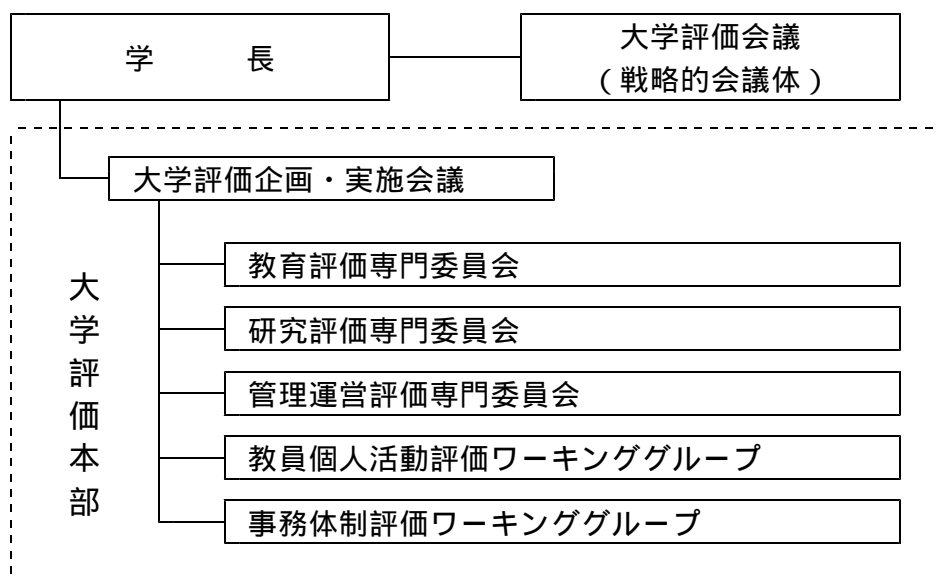 学　　　長
大学評価会議
（戦略的会議体）
大学評価企画・実施会議
教育評価専門委員会
研究評価専門委員会
管理運営評価専門委員会
教員個人活動評価ワーキンググループ
事務体制評価ワーキンググループ
大学評価本部